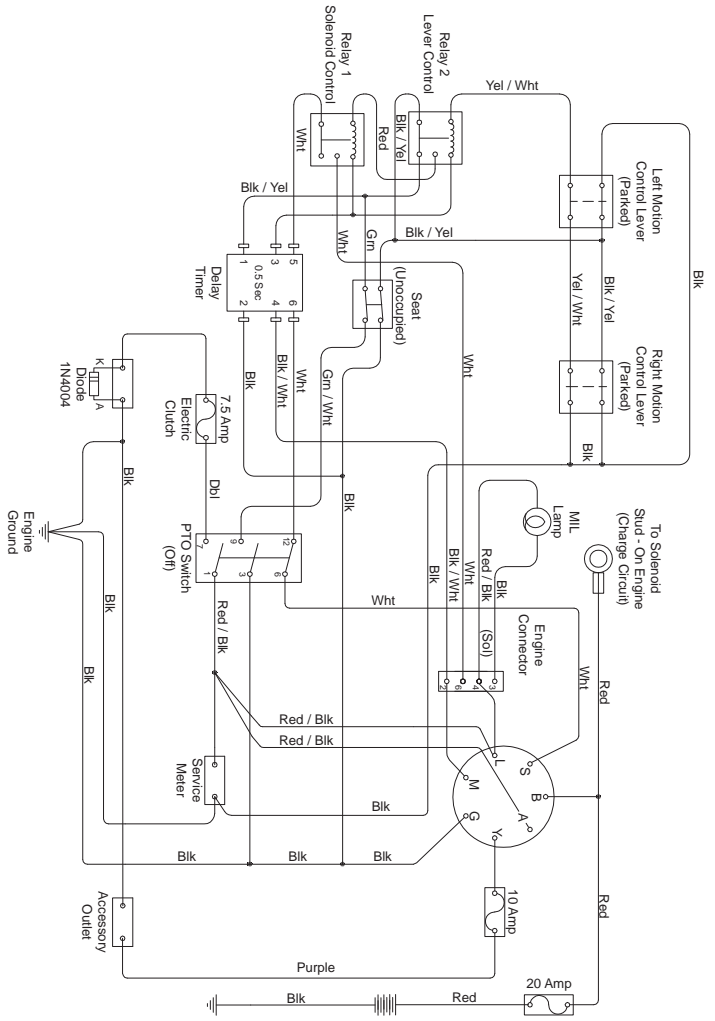 Relay 1
Solenoid Control
Relay 2
Lever Control
Yel / Wht
Left Motion
Control Lever
(Parked)
Blk
Wht
Red
Blk / Yel
Blk / Yel
Wht
Grn
Blk / Yel
Seat
(Unoccupied)
Yel / Wht
Blk / Yel
1
3
5
0.5 Sec
2
4
6
Delay
Timer
Right Motion
Control Lever
(Parked)
Wht
K
A
Diode
1N4004
7.5 Amp
Electric
Clutch
Blk
Blk / Wht
Wht
Grn / Wht
Blk
Blk
Dbl
Blk
MIL
Lamp
To Solenoid
Stud - On Engine
(Charge Circuit)
Engine
Ground
7
9
12
1
3
6
PTO Switch
(Off)
Blk
Blk / Wht
Wht
Red / Blk
Blk
(Sol)
Engine
Connector
Blk
Red / Blk
Wht
2
6
4
3
Wht
Red
Blk
Red / Blk
Red / Blk
Service
Meter
Blk
L
S
M
B
G
A
Y
Blk
Blk
Blk
Accessory
Outlet
10 Amp
Red
Purple
Blk
Red
20 Amp